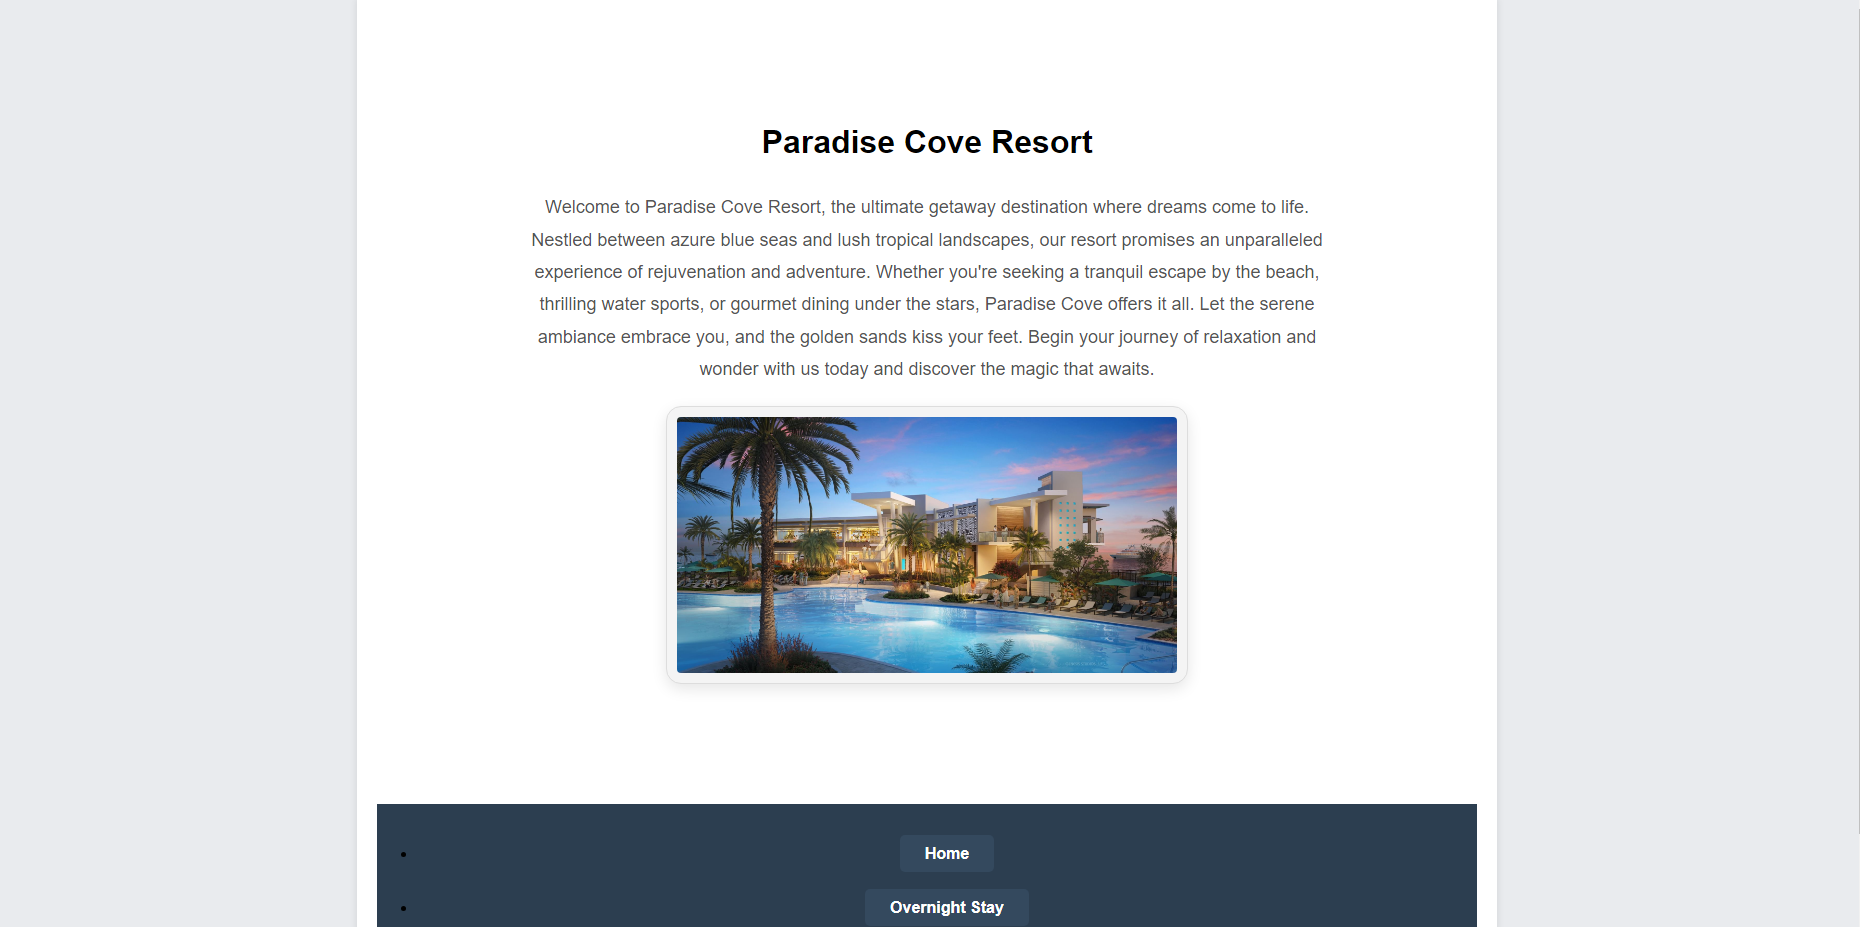 Paradise Cove Resort
Welcome to Paradise Cove Resort, the ultimate getaway destination where dreams come to life.
Nestled between azure blue seas and lush tropical landscapes, our resort promises an unparalleled
experience of rejuvenation and adventure. Whether you're seeking a tranquil escape by the beach,
thrilling water sports, or gourmet dining under the stars, Paradise Cove offers it all. Let the serene
ambiance embrace you, and the golden sands kiss your feet. Begin your journey of relaxation and
wonder with us today and discover the magic that awaits.
Home
Overnight Stay